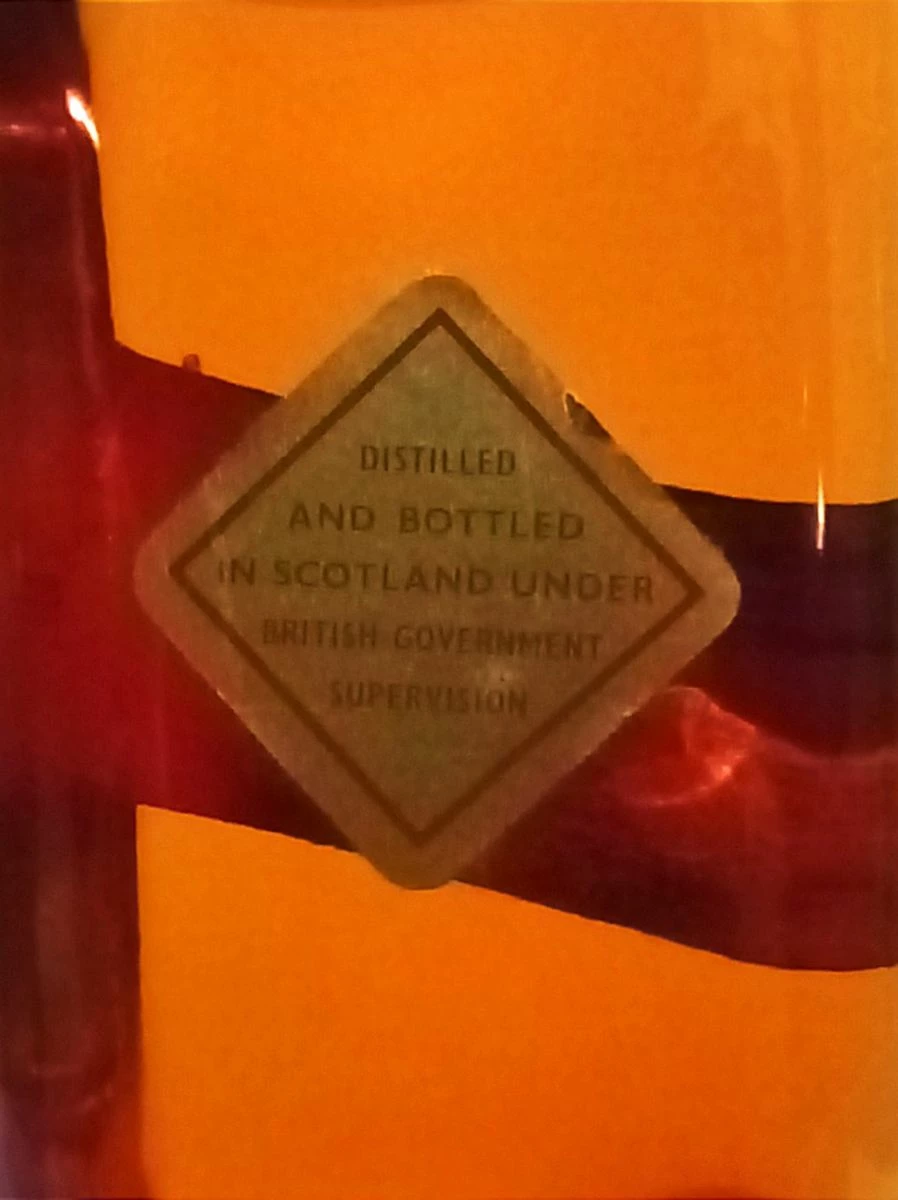 DISTILLED
AND BOTTLED
IN SCOTLAND UNDER
BRITISH GOVERNMENT
SUPERVISION